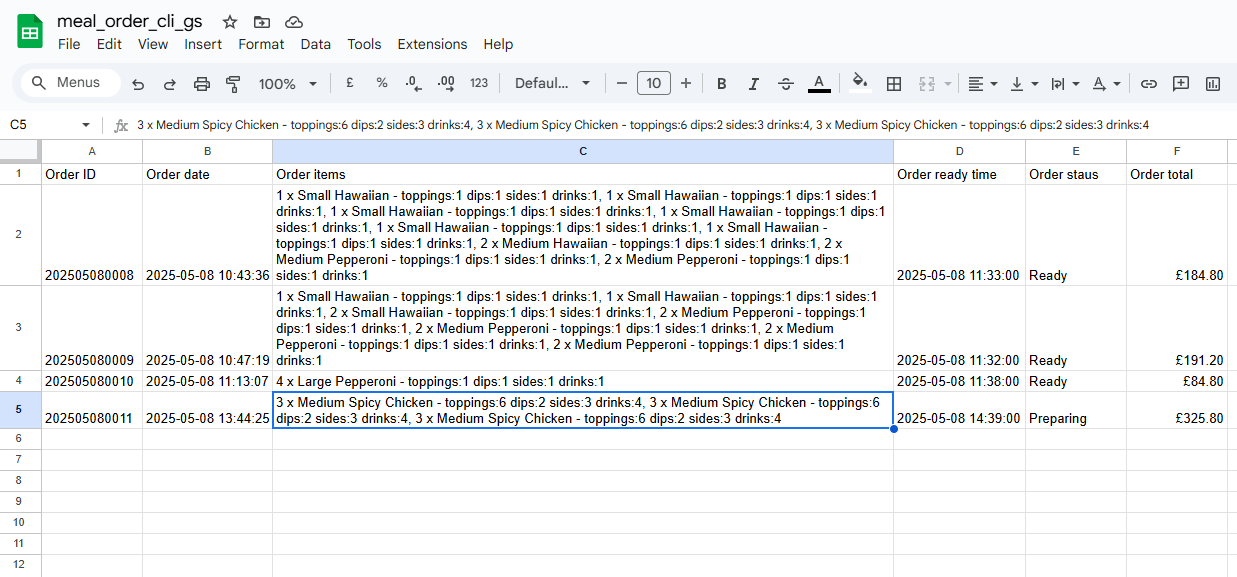 meal_order_cli_gs
File Edit View Insert Format Data Tools Extensions Help
Menus 100% £ % .0 .00 123 Defaul... − 10 + B I S A
C5 fx 3 x Medium Spicy Chicken - toppings:6 dips:2 sides:3 drinks:4, 3 x Medium Spicy Chicken - toppings:6 dips:2 sides:3 drinks:4, 3 x Medium Spicy Chicken - toppings:6 dips:2 sides:3 drinks:4
A B C D E F
1 Order ID Order date Order items Order ready time Order staus Order total
1 x Small Hawaiian - toppings:1 dips:1 sides:1 drinks:1, 1 x Small Hawaiian - toppings:1 dips:1 sides:1
drinks:1, 1 x Small Hawaiian - toppings:1 dips:1 sides:1 drinks:1, 1 x Small Hawaiian - toppings:1 dips:1
sides:1 drinks:1, 1 x Small Hawaiian - toppings:1 dips:1 sides:1 drinks:1, 1 x Small Hawaiian -
2 toppings:1 dips:1 sides:1 drinks:1, 2 x Medium Hawaiian - toppings:1 dips:1 sides:1 drinks:1, 2 x
Medium Pepperoni - toppings:1 dips:1 sides:1 drinks:1, 2 x Medium Pepperoni - toppings:1 dips:1
202505080008 2025-05-08 10:43:36 sides:1 drinks:1 2025-05-08 11:33:00 Ready £184.80
1 x Small Hawaiian - toppings:1 dips:1 sides:1 drinks:1, 1 x Small Hawaiian - toppings:1 dips:1 sides:1
drinks:1, 2 x Small Hawaiian - toppings:1 dips:1 sides:1 drinks:1, 2 x Medium Pepperoni - toppings:1
3 dips:1 sides:1 drinks:1, 2 x Medium Pepperoni - toppings:1 dips:1 sides:1 drinks:1, 2 x Medium
Pepperoni - toppings:1 dips:1 sides:1 drinks:1, 2 x Medium Pepperoni - toppings:1 dips:1 sides:1
202505080009 2025-05-08 10:47:19 drinks:1 2025-05-08 11:32:00 Ready £191.20
4 202505080010 2025-05-08 11:13:07 4 x Large Pepperoni - toppings:1 dips:1 sides:1 drinks:1 2025-05-08 11:38:00 Ready £84.80
5 3 x Medium Spicy Chicken - toppings:6 dips:2 sides:3 drinks:4, 3 x Medium Spicy Chicken - toppings:6
202505080011 2025-05-08 13:44:25 dips:2 sides:3 drinks:4, 3 x Medium Spicy Chicken - toppings:6 dips:2 sides:3 drinks:4 2025-05-08 14:39:00 Preparing £325.80
6
7
8
9
10
11
12